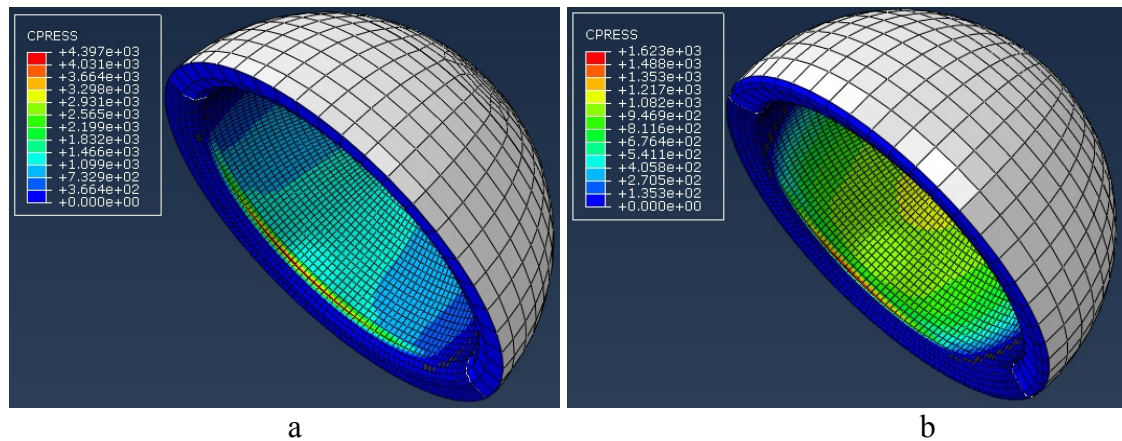 CPRESS
+4.397e+03
+4.031e+03
+3.664e+03
+3.298e+03
+2.931e+03
+2.565e+03
+2.199e+03
+1.832e+03
+1.466e+03
+1.099e+03
+7.329e+02
+3.664e+02
+0.000e+00
CPRESS
+1.623e+03
+1.488e+03
+1.353e+03
+1.217e+03
+1.082e+03
+9.469e+02
+8.116e+02
+6.764e+02
+5.411e+02
+4.058e+02
+2.705e+02
+1.353e+02
+0.000e+00
a
b